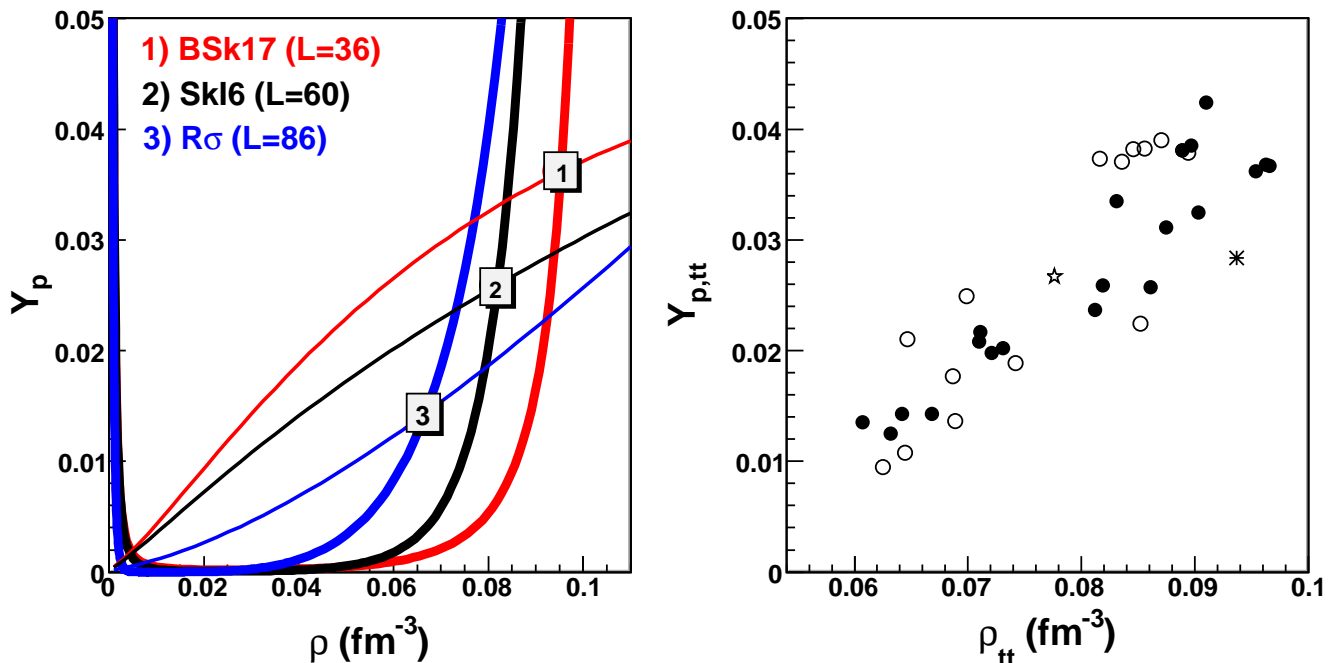 0.05
0.04
0.03
0.02
0.01
0
Y_p
1) BSk17 (L=36)
2) SkI6 (L=60)
3) Rσ (L=86)
1
2
3
0 0.02 0.04 0.06 0.08 0.1
ρ (fm^-3)
0.05
0.04
0.03
0.02
0.01
0
Y_p,tt
0.06 0.07 0.08 0.09 0.1
ρ_tt (fm^-3)